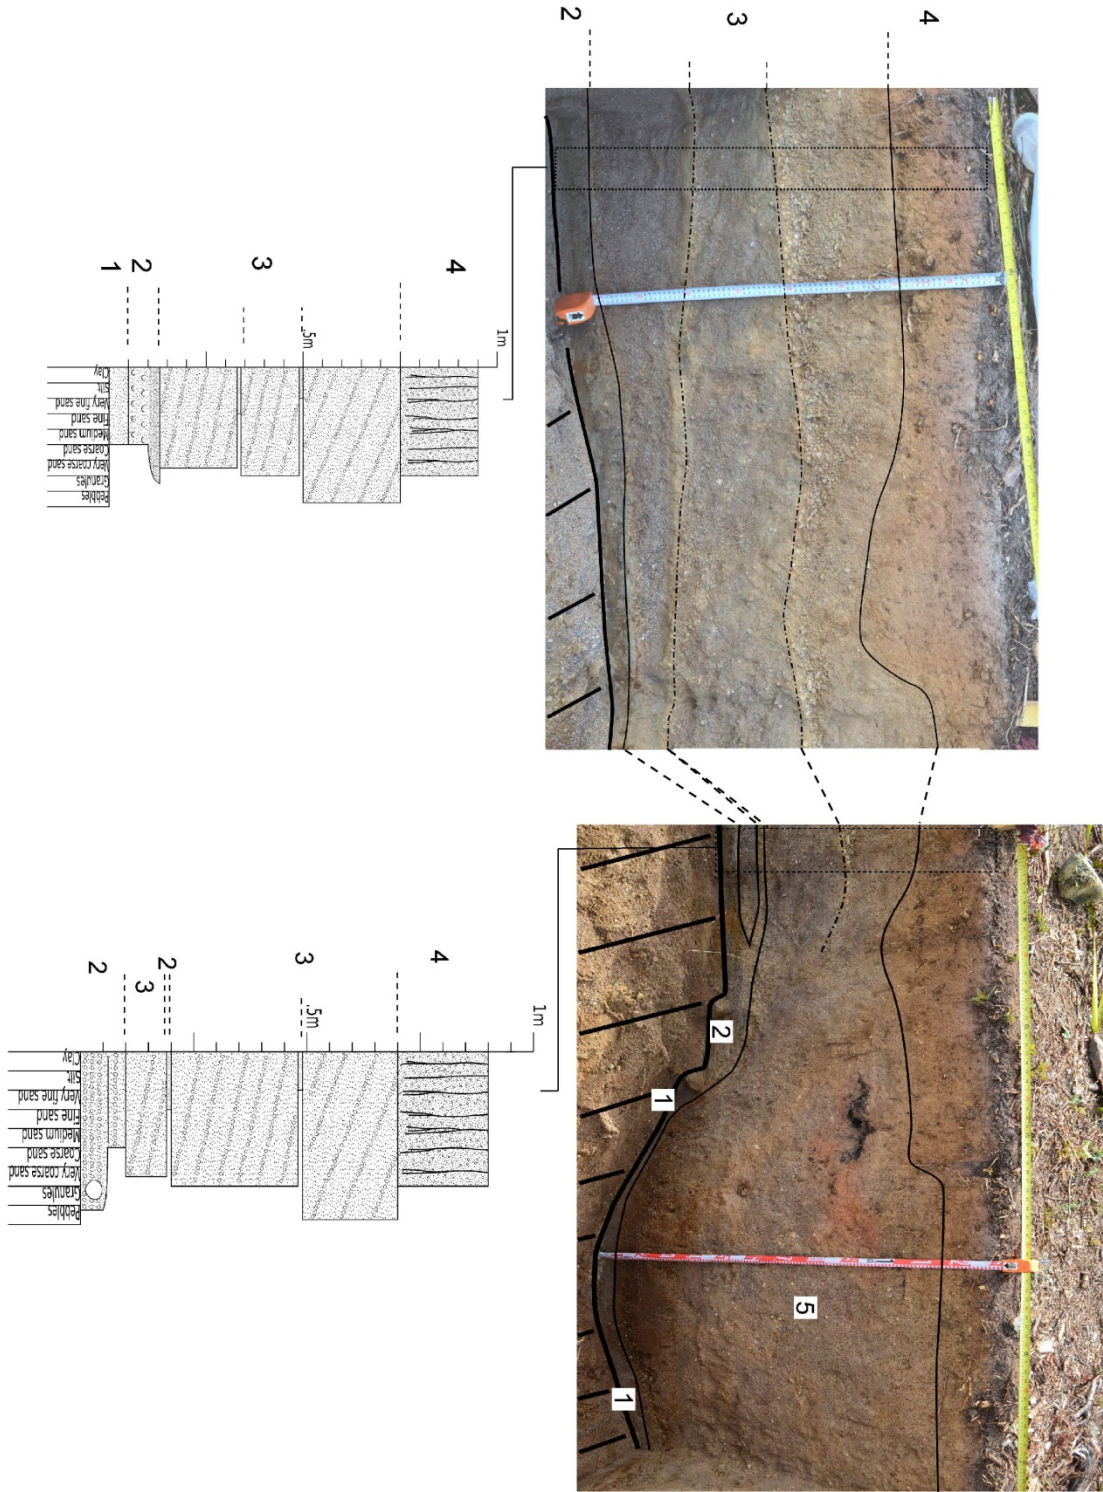 2
3
4
1
2
3
4
.5m
1m
Clay
Silt
Very fine sand
Fine sand
Medium sand
Coarse sand
Very coarse sand
Granules
Pebbles
2
3
2
3
4
.5m
1m
Clay
Silt
Very fine sand
Fine sand
Medium sand
Coarse sand
Very coarse sand
Granules
Pebbles
2
1
5
1